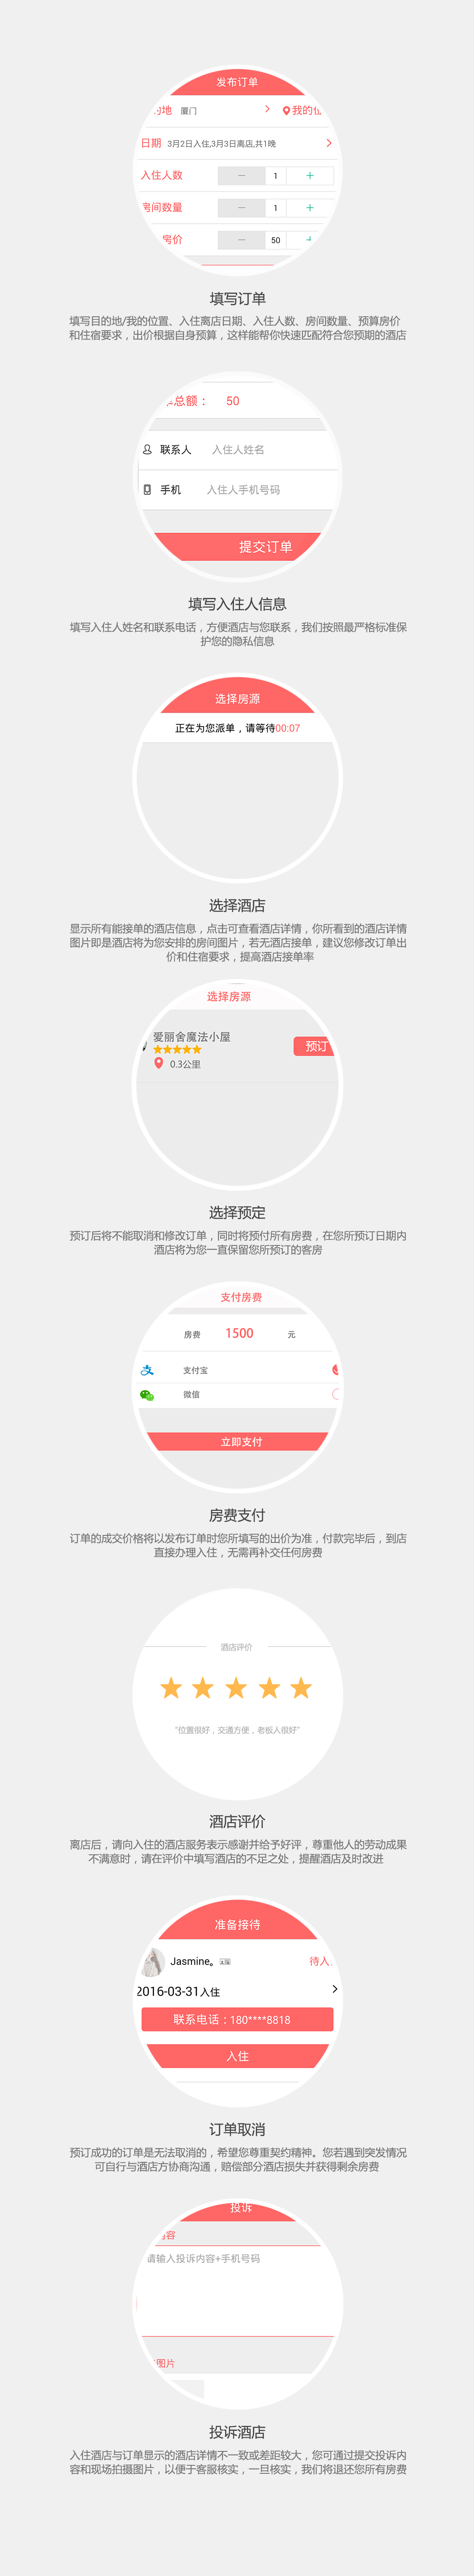 发布订单
的地 厦门 我的位
日期 3月2日入住,3月3日离店,共1晚
入住人数 — 1 +
房间数量 — 1 +
房价 — 50 +
填写订单
填写目的地/我的位置、入住离店日期、入住人数、房间数量、预算房价
和住宿要求，出价根据自身预算，这样能帮你快速匹配符合您预期的酒店
总额： 50
联系人 入住人姓名
手机 入住人手机号码
提交订单
填写入住人信息
填写入住人姓名和联系电话，方便酒店与您联系，我们按照最严格标准保
护您的隐私信息
选择房源
正在为您派单，请等待00:07
选择酒店
显示所有能接单的酒店信息，点击可查看酒店详情，你所看到的酒店详情
图片即是酒店将为您安排的房间图片，若无酒店接单，建议您修改订单出
价和住宿要求，提高酒店接单率
选择房源
爱丽舍魔法小屋
预订
0.3公里
选择预定
预订后将不能取消和修改订单，同时将预付所有房费，在您所预订日期内
酒店将为您一直保留您所预订的客房
支付房费
房费 1500 元
支付宝
微信
立即支付
房费支付
订单的成交价格将以发布订单时您所填写的出价为准，付款完毕后，到店
直接办理入住，无需再补交任何房费
酒店评价
“位置很好，交通方便，老板人很好”
酒店评价
离店后，请向入住的酒店服务表示感谢并给予好评，尊重他人的劳动成果
不满意时，请在评价中填写酒店的不足之处，提醒酒店及时改进
准备接待
Jasmine。 待入
2016-03-31入住
联系电话：180****8818
入住
订单取消
预订成功的订单是无法取消的，希望您尊重契约精神。您若遇到突发情况
可自行与酒店方协商沟通，赔偿部分酒店损失并获得剩余房费
投诉
内容
请输入投诉内容+手机号码
图片
投诉酒店
入住酒店与订单显示的酒店详情不一致或差距较大，您可通过提交投诉内
容和现场拍摄图片，以便于客服核实，一旦核实，我们将退还您所有房费